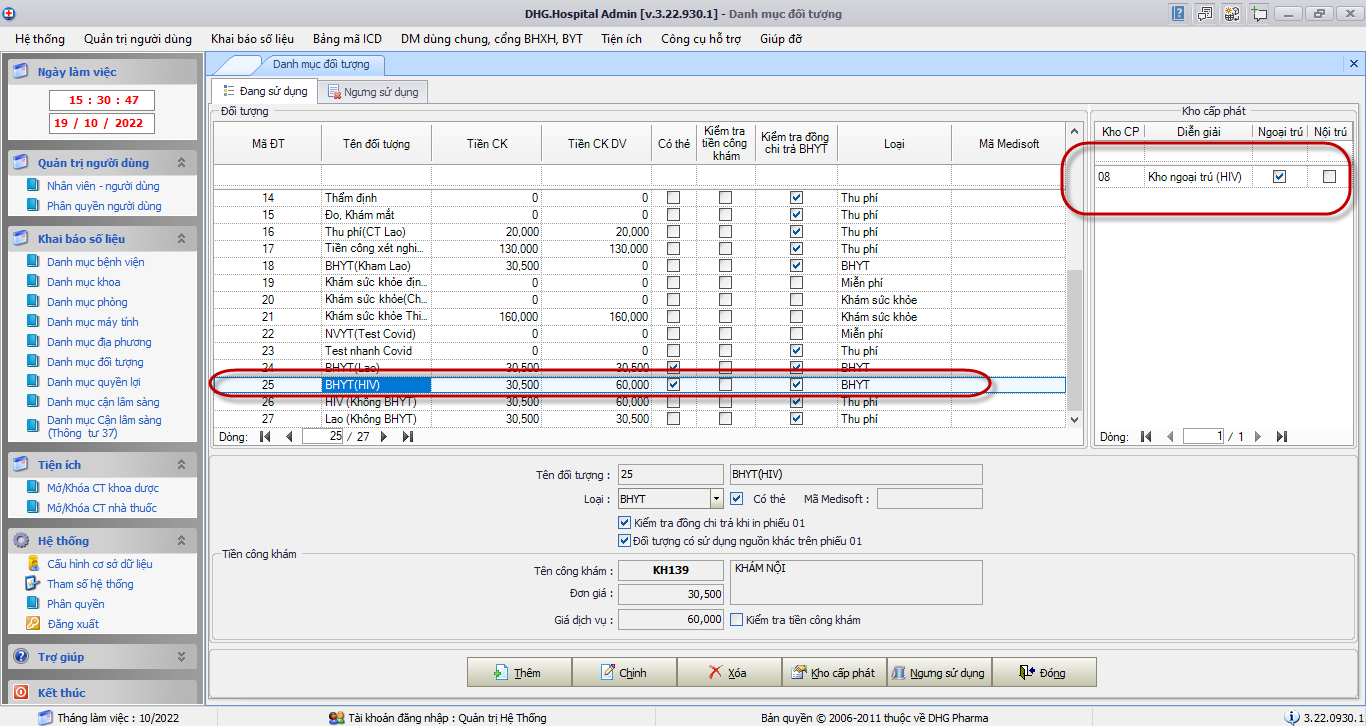 DHG.Hospital Admin [v.3.22.930.1] - Danh mục đối tượng
Hệ thống Quản trị người dùng Khai báo số liệu Bảng mã ICD DM dùng chung, cổng BHXH, BYT Tiện ích Công cụ hỗ trợ Giúp đỡ
Ngày làm việc
15 : 30 : 47
19 / 10 / 2022
Quản trị người dùng
Nhân viên - người dùng
Phân quyền người dùng
Khai báo số liệu
Danh mục bệnh viện
Danh mục khoa
Danh mục phòng
Danh mục máy tính
Danh mục địa phương
Danh mục đối tượng
Danh mục quyền lợi
Danh mục cận lâm sàng
Danh mục Cận lâm sàng
(Thông tư 37)
Tiện ích
Mở/Khóa CT khoa dược
Mở/Khóa CT nhà thuốc
Hệ thống
Cấu hình cơ sở dữ liệu
Tham số hệ thống
Phân quyền
Đăng xuất
Trợ giúp
Kết thúc
Danh mục đối tượng
Đang sử dụng Ngưng sử dụng
Đối tượng
Mã ĐT Tên đối tượng Tiền CK Tiền CK DV Có thẻ Kiểm tra tiền công khám Kiểm tra đồng chi trả BHYT Loại Mã Medisoft
14 Thẩm định 0 0 Thu phí
15 Đo, Khám mắt 0 0 Thu phí
16 Thu phí(CT Lao) 20,000 20,000 Thu phí
17 Tiền công xét nghi... 130,000 130,000 Thu phí
18 BHYT(Kham Lao) 30,500 0 BHYT
19 Khám sức khỏe địn... 0 0 Miễn phí
20 Khám sức khỏe(Ch... 0 0 Khám sức khỏe
21 Khám sức khỏe Thi... 160,000 160,000 Khám sức khỏe
22 NVYT(Test Covid) 0 0 Miễn phí
23 Test nhanh Covid 0 0 Thu phí
24 BHYT(Lao) 30,500 30,500 BHYT
25 BHYT(HIV) 30,500 60,000 BHYT
26 HIV (Không BHYT) 30,500 60,000 Thu phí
27 Lao (Không BHYT) 30,500 30,500 Thu phí
Dòng: 25 / 27
Kho cấp phát
Kho CP Diễn giải Ngoại trú Nội trú
08 Kho ngoại trú (HIV)
Dòng: 1 / 1
Tên đối tượng : 25 BHYT(HIV)
Loại : BHYT Có thẻ Mã Medisoft :
Kiểm tra đồng chi trả khi in phiếu 01
Đối tượng có sử dụng nguồn khác trên phiếu 01
Tiền công khám
Tên công khám : KH139 KHÁM NỘI
Đơn giá : 30,500
Giá dịch vụ : 60,000 Kiểm tra tiền công khám
Thêm Chỉnh Xóa Kho cấp phát Ngưng sử dụng Đóng
Tháng làm việc : 10/2022 Tài khoản đăng nhập : Quản trị Hệ Thống Bản quyền © 2006-2011 thuộc về DHG Pharma 3.22.0930.1